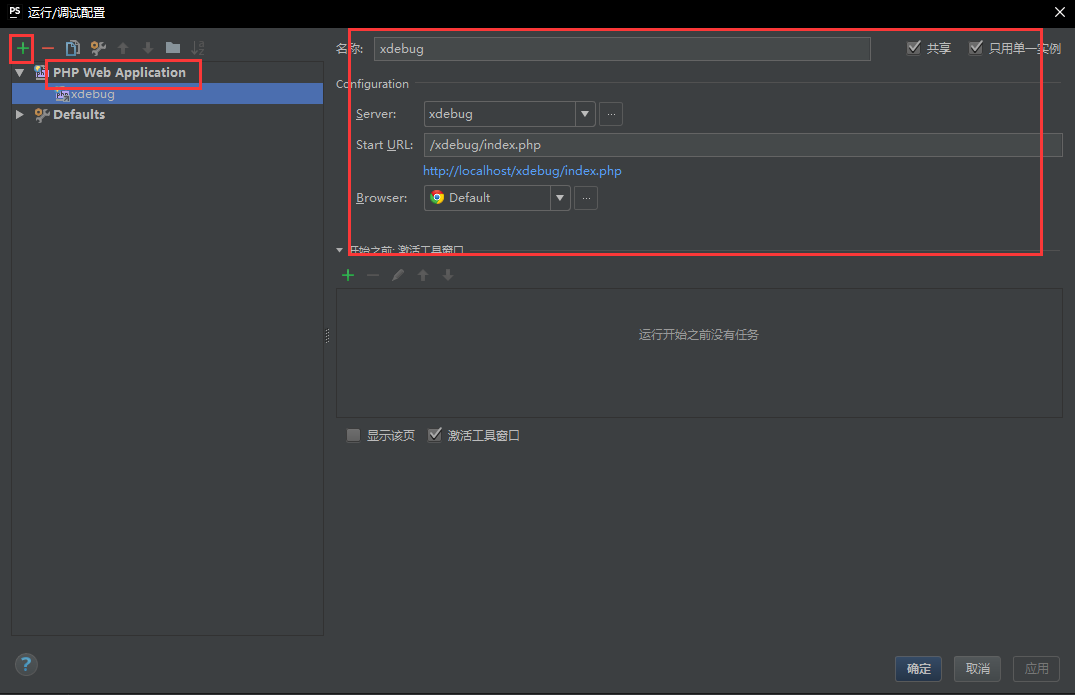 PS 运行/调试配置
名称: xdebug 共享 只用单一实例
PHP Web Application
xdebug
Defaults
Configuration
Server: xdebug ...
Start URL: /xdebug/index.php
http://localhost/xdebug/index.php
Browser: Default ...
开始之前: 激活工具窗口
运行开始之前没有任务
显示该页 激活工具窗口
? 确定 取消 应用